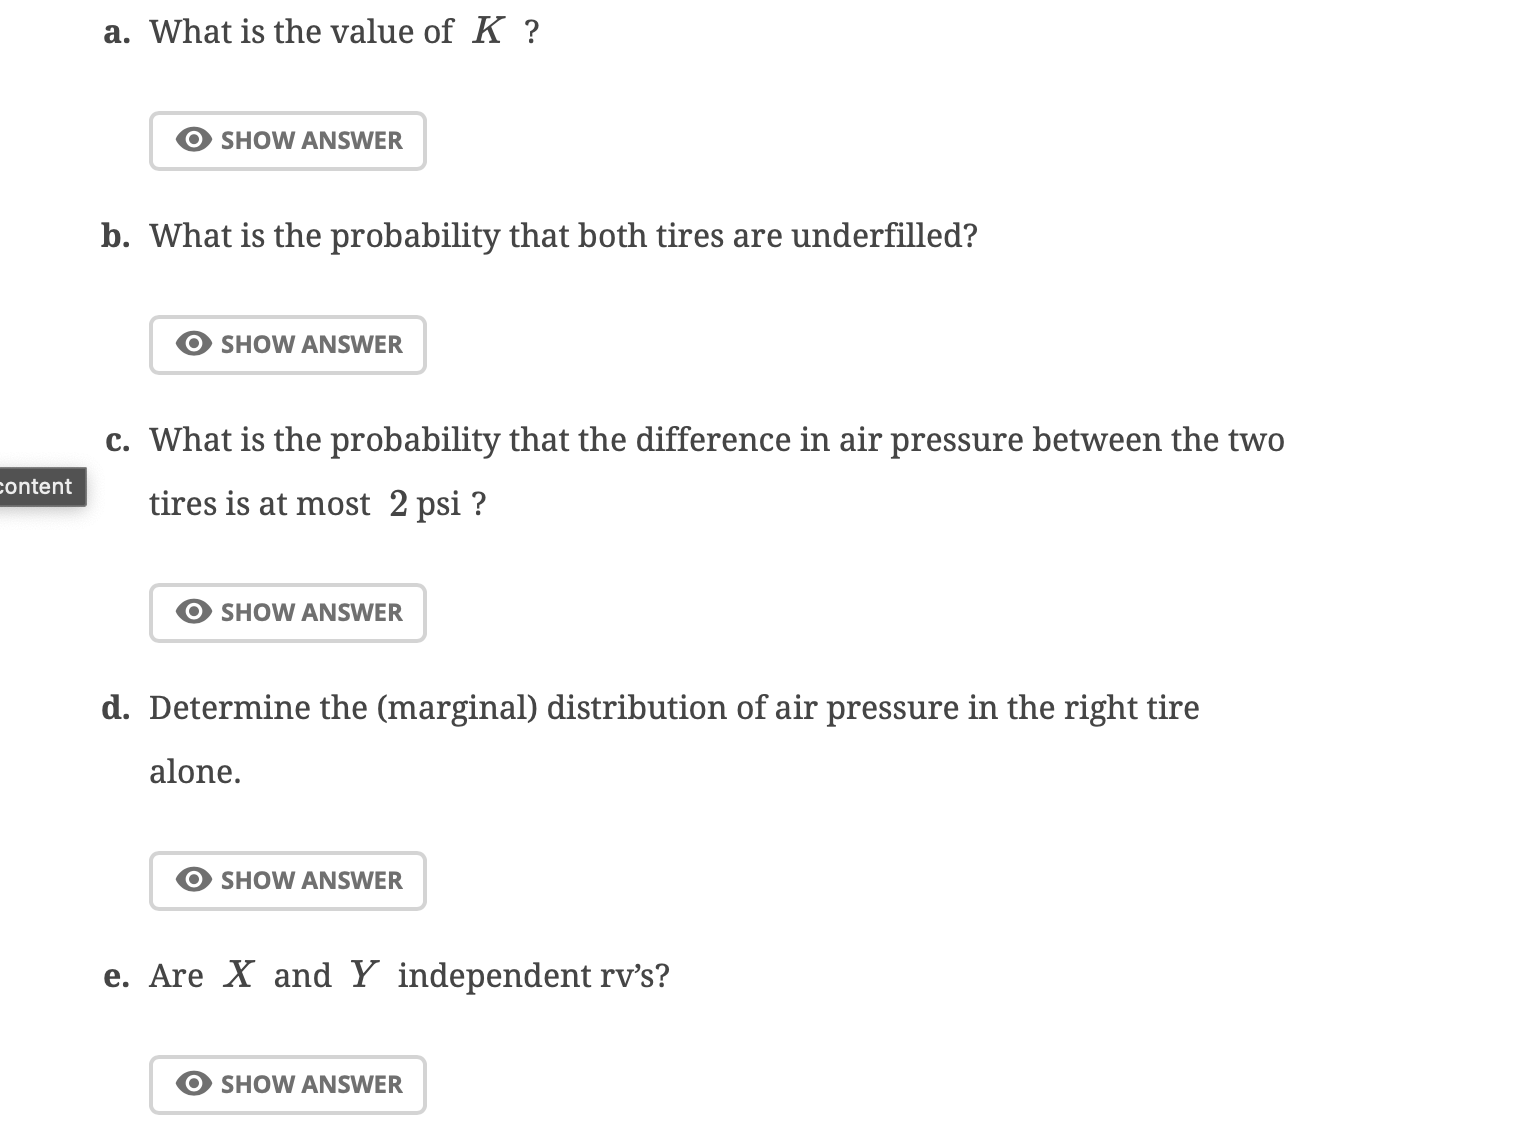 a. What is the value of K ?
SHOW ANSWER
b. What is the probability that both tires are underfilled?
SHOW ANSWER
c. What is the probability that the difference in air pressure between the two
content
tires is at most 2 psi ?
SHOW ANSWER
d. Determine the (marginal) distribution of air pressure in the right tire
alone.
SHOW ANSWER
e. Are X and Y independent rv’s?
SHOW ANSWER